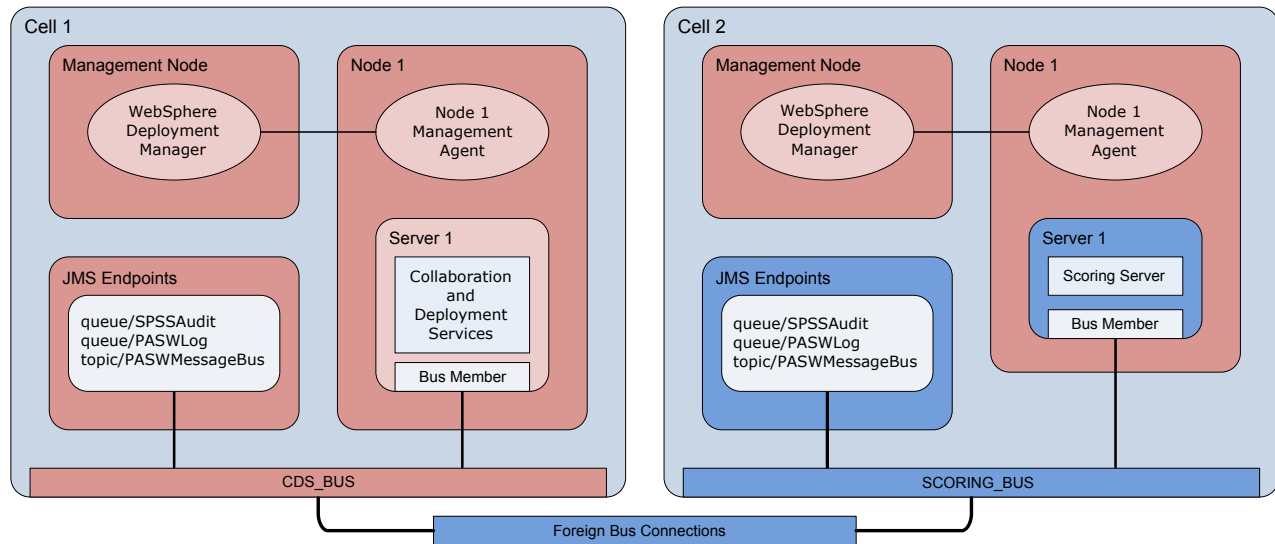 Cell 1
Management Node
WebSphere
Deployment
Manager
Node 1
Node 1
Management
Agent
Server 1
Collaboration
and
Deployment
Services
Bus Member
JMS Endpoints
queue/SPSSAudit
queue/PASWLog
topic/PASWMessageBus
CDS_BUS
Cell 2
Management Node
WebSphere
Deployment
Manager
Node 1
Node 1
Management
Agent
Server 1
Scoring Server
Bus Member
JMS Endpoints
queue/SPSSAudit
queue/PASWLog
topic/PASWMessageBus
SCORING_BUS
Foreign Bus Connections